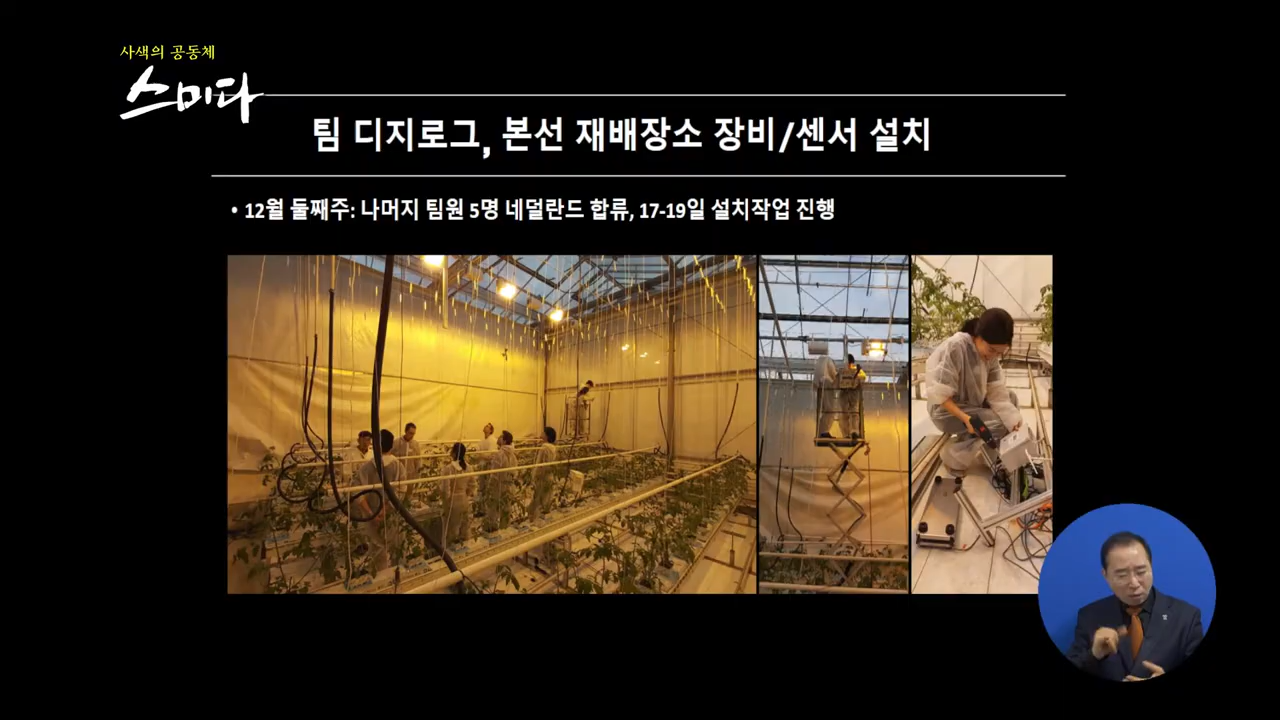 사색의 공동체
스미다
팀 디지로그, 본선 재배장소 장비/센서 설치
• 12월 둘째주: 나머지 팀원 5명 네덜란드 합류, 17-19일 설치작업 진행